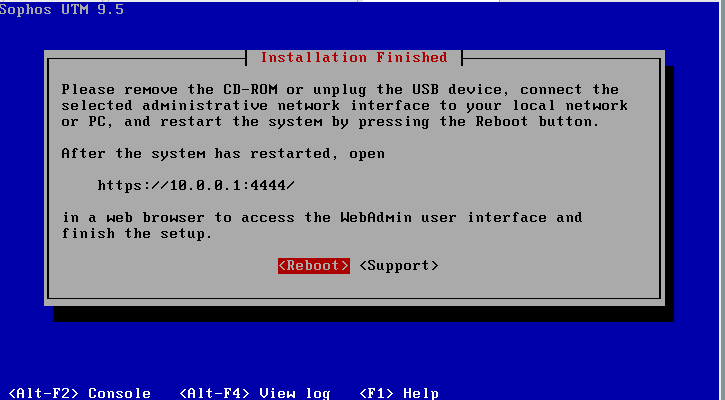 Sophos UTM 9.5
Installation Finished
Please remove the CD-ROM or unplug the USB device, connect the
selected administrative network interface to your local network
or PC, and restart the system by pressing the Reboot button.
After the system has restarted, open
https://10.0.0.1:4444/
in a web browser to access the WebAdmin user interface and
finish the setup.
<Reboot> <Support>
<Alt-F2> Console <Alt-F4> View log <F1> Help